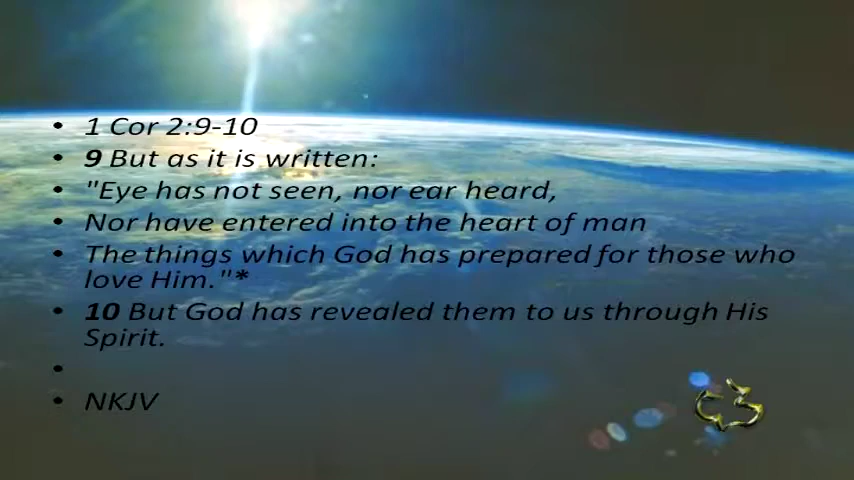 • 1 Cor 2:9-10
• 9 But as it is written:
• "Eye has not seen, nor ear heard,
• Nor have entered into the heart of man
• The things which God has prepared for those who
love Him."*
• 10 But God has revealed them to us through His
Spirit.
•
• NKJV